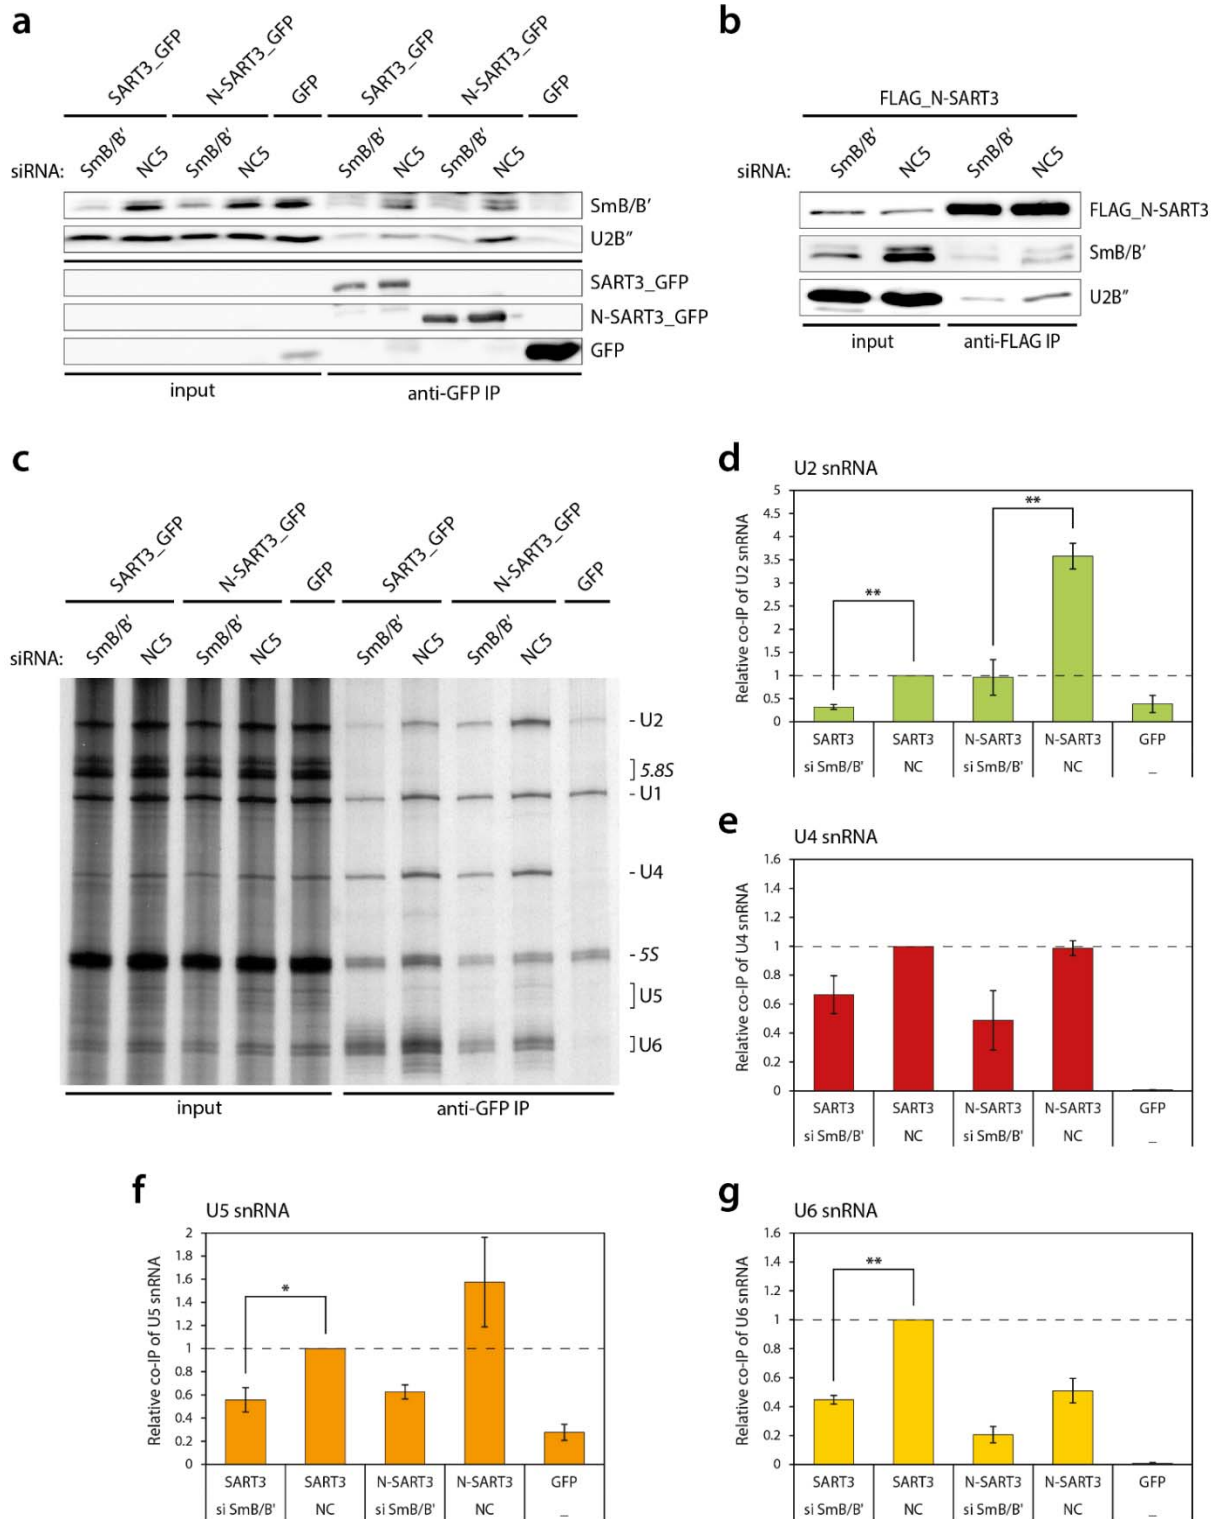 a
SART3_GFP N-SART3_GFP GFP SART3_GFP N-SART3_GFP GFP
siRNA: SmB/B' NC5 SmB/B' NC5 SmB/B' NC5 SmB/B' NC5
SmB/B'
U2B"
SART3_GFP
N-SART3_GFP
GFP
input anti-GFP IP
b
FLAG_N-SART3
siRNA: SmB/B' NC5 SmB/B' NC5
FLAG_N-SART3
SmB/B'
U2B"
input anti-FLAG IP
c
SART3_GFP N-SART3_GFP GFP SART3_GFP N-SART3_GFP GFP
siRNA: SmB/B' NC5 SmB/B' NC5 SmB/B' NC5 SmB/B' NC5
- U2
] 5.8S
- U1
- U4
- 5S
] U5
] U6
input anti-GFP IP
d
U2 snRNA
Relative co-IP of U2 snRNA
5
4.5
4
3.5
3
2.5
2
1.5
1
0.5
0
** **
SART3 SART3 N-SART3 N-SART3 GFP
si SmB/B' NC si SmB/B' NC _
e
U4 snRNA
Relative co-IP of U4 snRNA
1.6
1.4
1.2
1
0.8
0.6
0.4
0.2
0
SART3 SART3 N-SART3 N-SART3 GFP
si SmB/B' NC si SmB/B' NC _
f
U5 snRNA
Relative co-IP of U5 snRNA
2
1.8
1.6
1.4
1.2
1
0.8
0.6
0.4
0.2
0
*
SART3 SART3 N-SART3 N-SART3 GFP
si SmB/B' NC si SmB/B' NC _
g
U6 snRNA
Relative co-IP of U6 snRNA
1.6
1.4
1.2
1
0.8
0.6
0.4
0.2
0
**
SART3 SART3 N-SART3 N-SART3 GFP
si SmB/B' NC si SmB/B' NC _